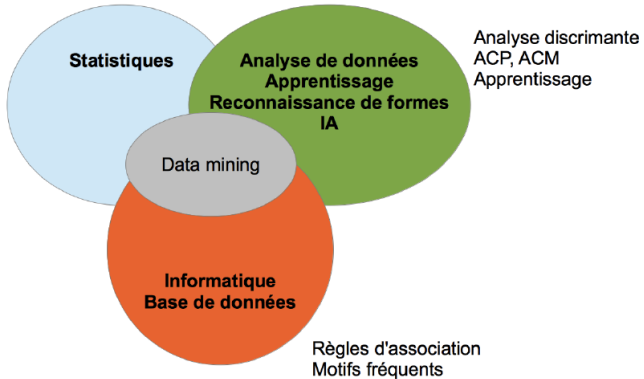 Statistiques
Analyse de données
Apprentissage
Reconnaissance de formes
IA
Analyse discrimante
ACP, ACM
Apprentissage
Data mining
Informatique
Base de données
Règles d'association
Motifs fréquents